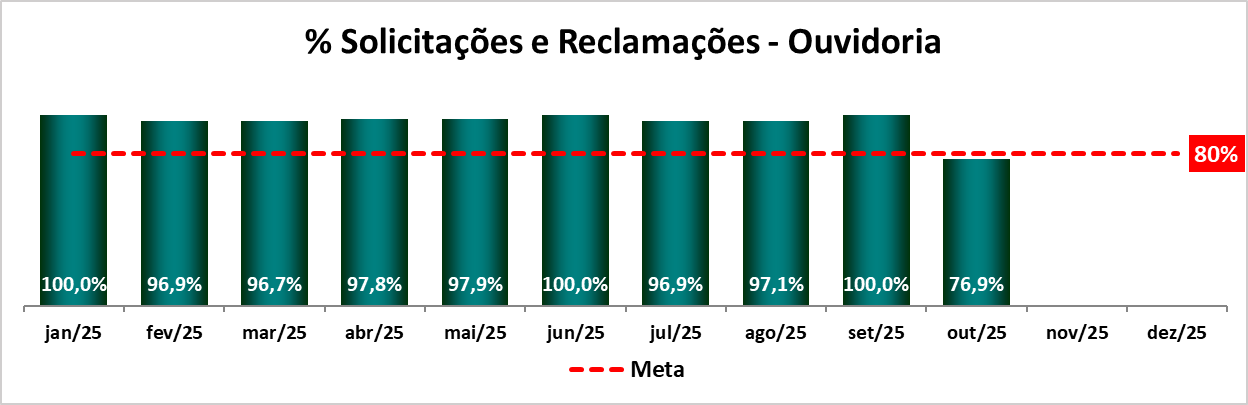 % Solicitações e Reclamações - Ouvidoria
80%
100,0% 96,9% 96,7% 97,8% 97,9% 100,0% 96,9% 97,1% 100,0% 76,9%
jan/25 fev/25 mar/25 abr/25 mai/25 jun/25 jul/25 ago/25 set/25 out/25 nov/25 dez/25
Meta